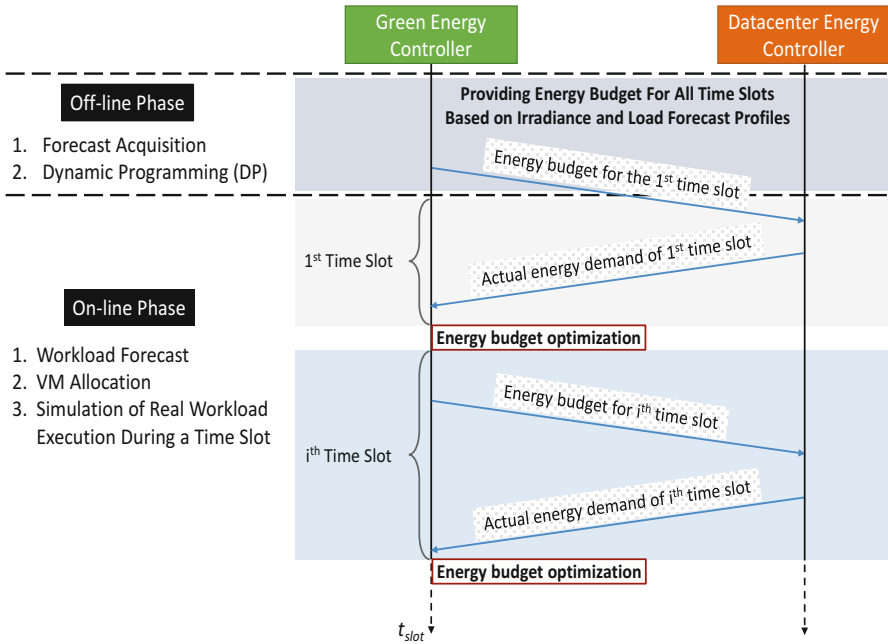 Green Energy
Controller
Datacenter Energy
Controller
Off-line Phase
1. Forecast Acquisition
2. Dynamic Programming (DP)
Providing Energy Budget For All Time Slots
Based on Irradiance and Load Forecast Profiles
Energy budget for the 1st time slot
1st Time Slot
Actual energy demand of 1st time slot
On-line Phase
1. Workload Forecast
2. VM Allocation
3. Simulation of Real Workload
Execution During a Time Slot
Energy budget optimization
Energy budget for ith time slot
ith Time Slot
Actual energy demand of ith time slot
Energy budget optimization
tslot